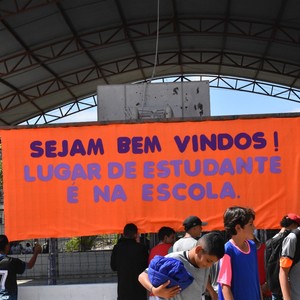 SEJAM BEM VINDOS!
LUGAR DE ESTUDANTE
É NA ESCOLA.